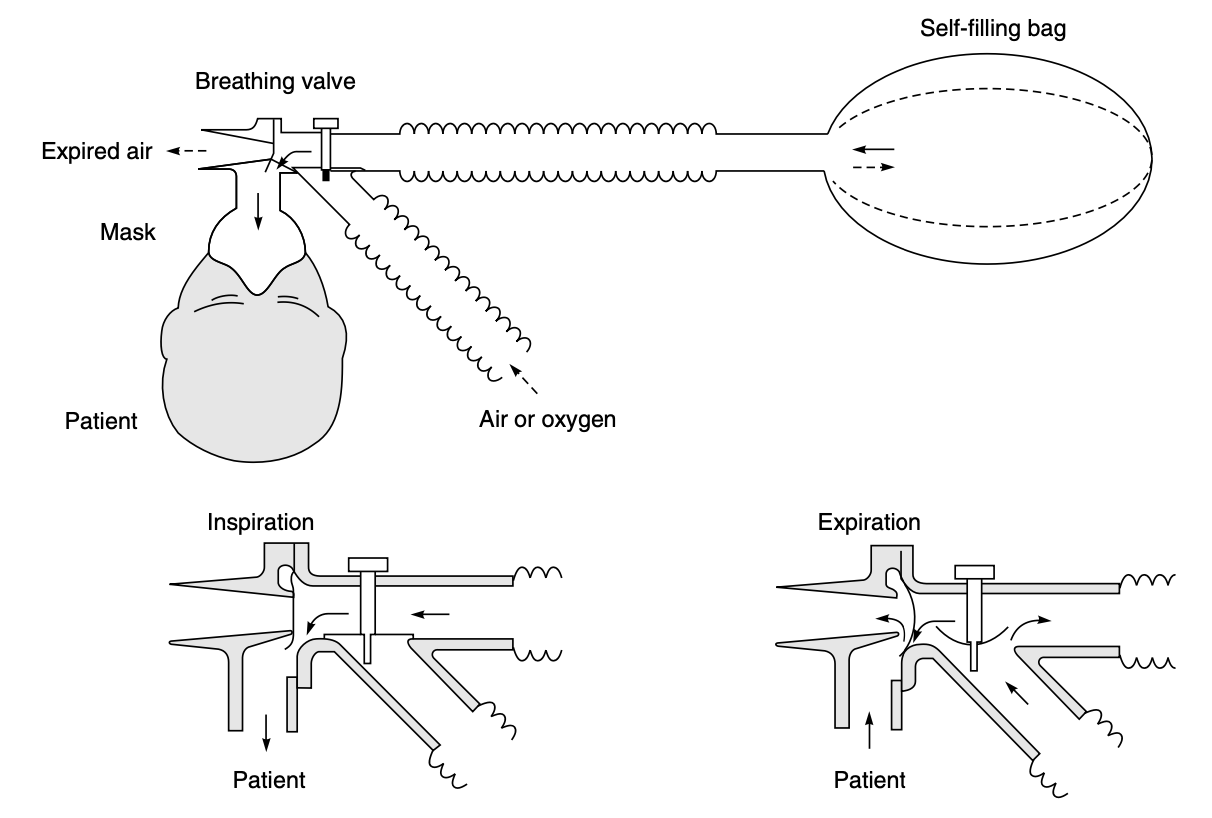 Self-filling bag
Breathing valve
Expired air
Mask
Patient
Air or oxygen
Inspiration
Expiration
Patient
Patient